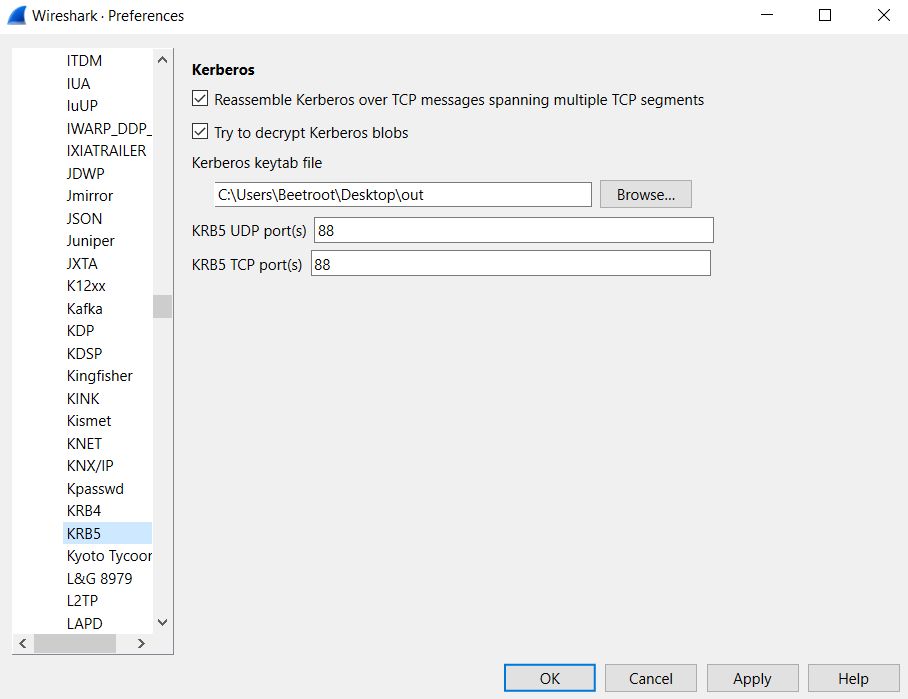 Wireshark · Preferences
ITDM
IUA
IuUP
IWARP_DDP_
IXIATRAILER
JDWP
Jmirror
JSON
Juniper
JXTA
K12xx
Kafka
KDP
KDSP
Kingfisher
KINK
Kismet
KNET
KNX/IP
Kpasswd
KRB4
KRB5
Kyoto Tycoon
L&G 8979
L2TP
LAPD
Kerberos
Reassemble Kerberos over TCP messages spanning multiple TCP segments
Try to decrypt Kerberos blobs
Kerberos keytab file
C:\Users\Beetroot\Desktop\out Browse...
KRB5 UDP port(s) 88
KRB5 TCP port(s) 88
OK Cancel Apply Help